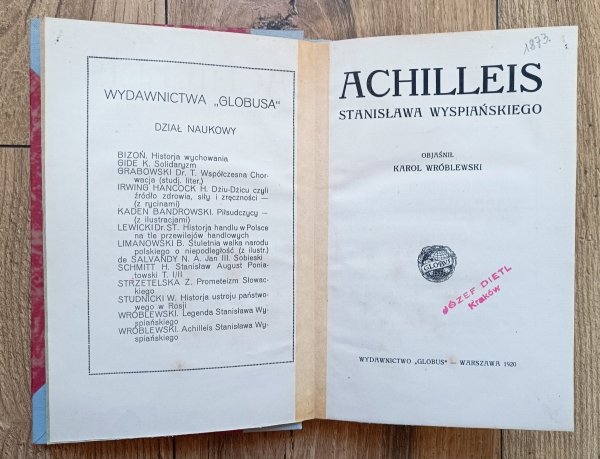 WYDAWNICTWA „GLOBUSA“
DZIAŁ NAUKOWY
BIZOŃ. Historja wychowania
GIDE K. Solidaryzm
GRABOWSKI Dr. T. Współczesna Chor-
wacja (studj. liter.)
IRWING HANCOCK H. Dżiu-Dżicu czyli
źródło zdrowia, siły i zręczności —
(z rycinami)
KADEN BANDROWSKI. Piłsudczycy —
(z ilustracjami)
LEWICKI Dr. ST. Historja handlu w Polsce
na tle przewilejów handlowych
LIMANOWSKI B. Stuletnia walka narodu
polskiego o niepodległość (z ilustr.)
de SALVANDY N. A. Jan III. Sobieski
SCHMITT H. Stanisław August Ponia-
towski T. I/II
STRZETELSKA Z. Prometeizm Słowac-
kiego
STUDNICKI W. Historja ustroju państwo-
wego w Rosji
WRÓBLEWSKI. Legenda Stanisława Wy-
spiańskiego
WRÓBLEWSKI. Achilleis Stanisława Wy-
spiańskiego
1873.
ACHILLEIS
STANISŁAWA WYSPIAŃSKIEGO
OBJAŚNIŁ
KAROL WRÓBLEWSKI
GLOBUS
JÓZEF DIETL
Kraków
WYDAWNICTWO „GLOBUS“ — WARSZAWA 1920